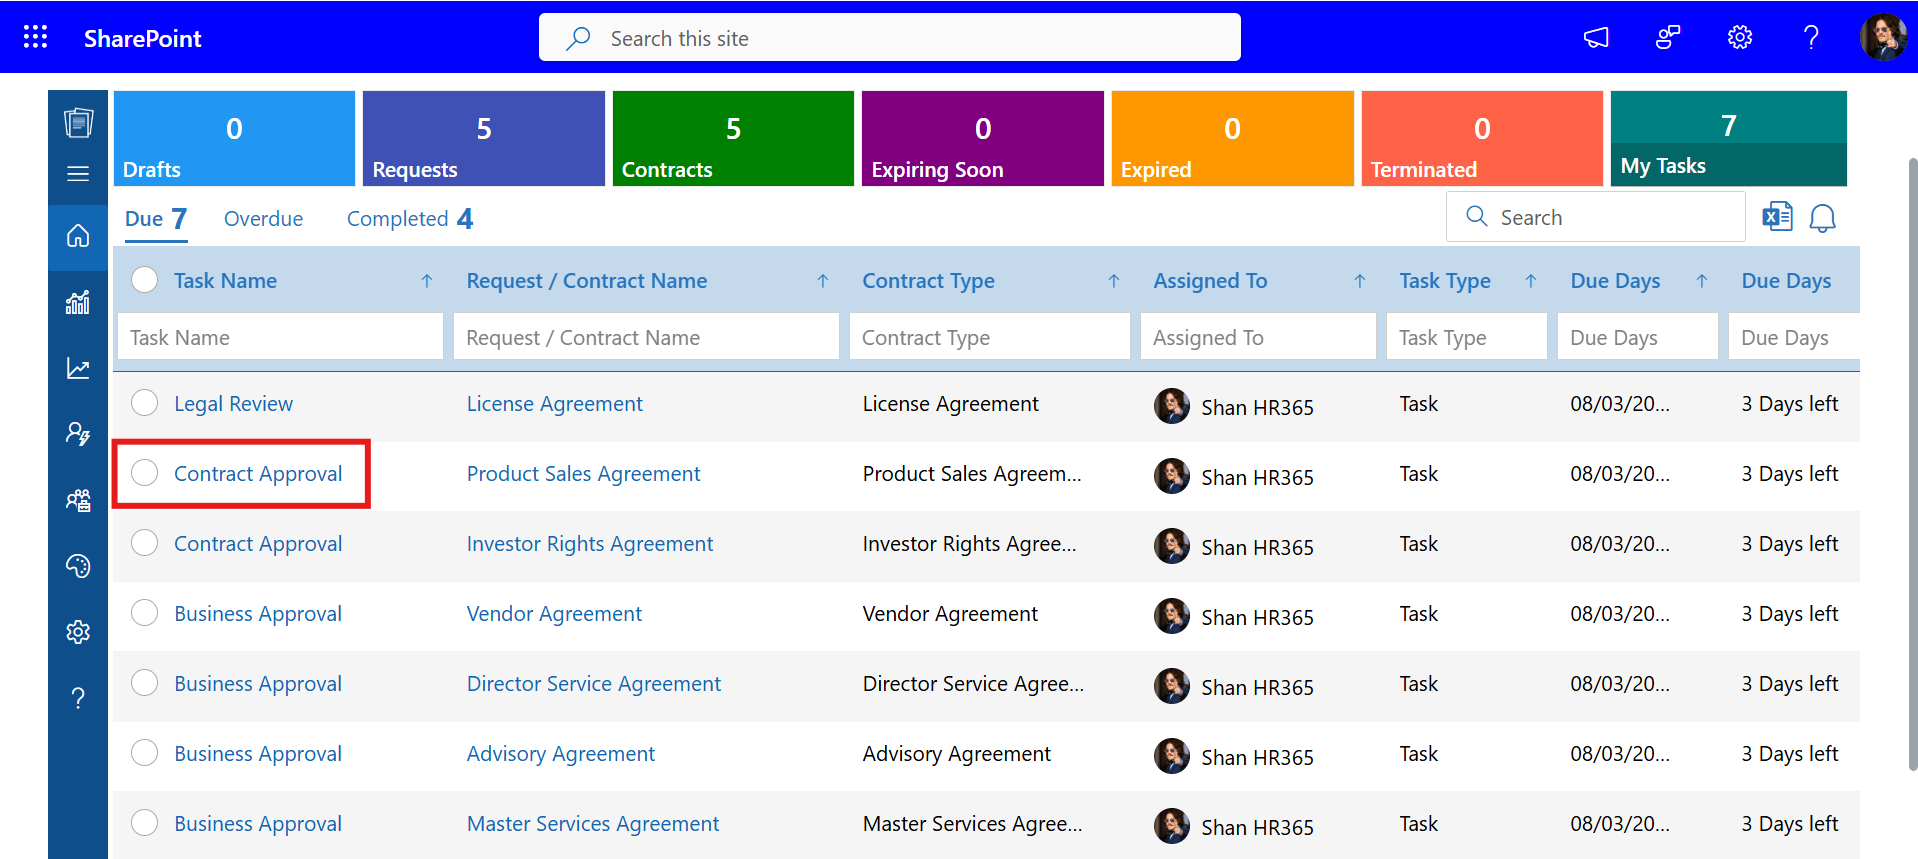 SharePoint
Search this site
0
Drafts
5
Requests
5
Contracts
0
Expiring Soon
0
Expired
0
Terminated
7
My Tasks
Due 7 Overdue Completed 4
Search
Task Name Request / Contract Name Contract Type Assigned To Task Type Due Days Due Days
Task Name Request / Contract Name Contract Type Assigned To Task Type Due Days Due Days
Legal Review License Agreement License Agreement Shan HR365 Task 08/03/20... 3 Days left
Contract Approval Product Sales Agreement Product Sales Agreem... Shan HR365 Task 08/03/20... 3 Days left
Contract Approval Investor Rights Agreement Investor Rights Agree... Shan HR365 Task 08/03/20... 3 Days left
Business Approval Vendor Agreement Vendor Agreement Shan HR365 Task 08/03/20... 3 Days left
Business Approval Director Service Agreement Director Service Agree... Shan HR365 Task 08/03/20... 3 Days left
Business Approval Advisory Agreement Advisory Agreement Shan HR365 Task 08/03/20... 3 Days left
Business Approval Master Services Agreement Master Services Agree... Shan HR365 Task 08/03/20... 3 Days left